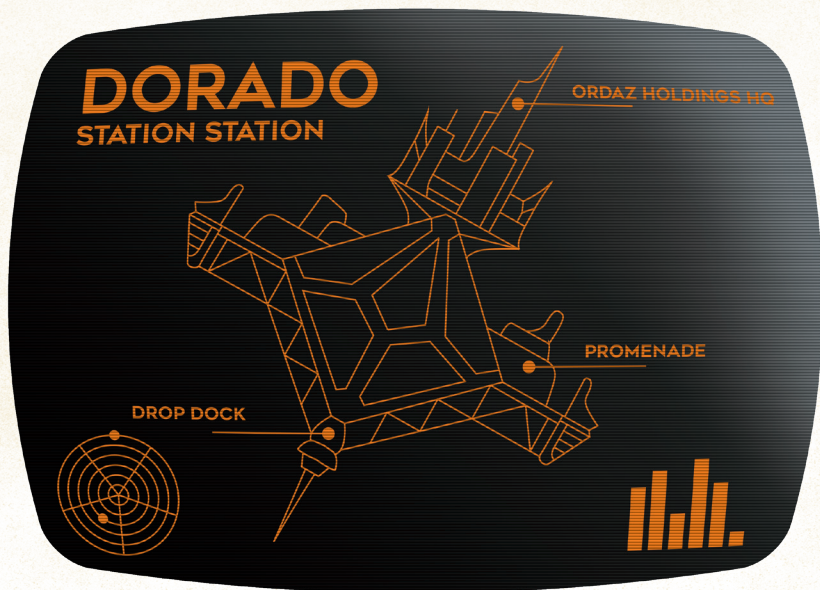 DORADO
STATION STATION
ORDAZ HOLDINGS HQ
PROMENADE
DROP DOCK